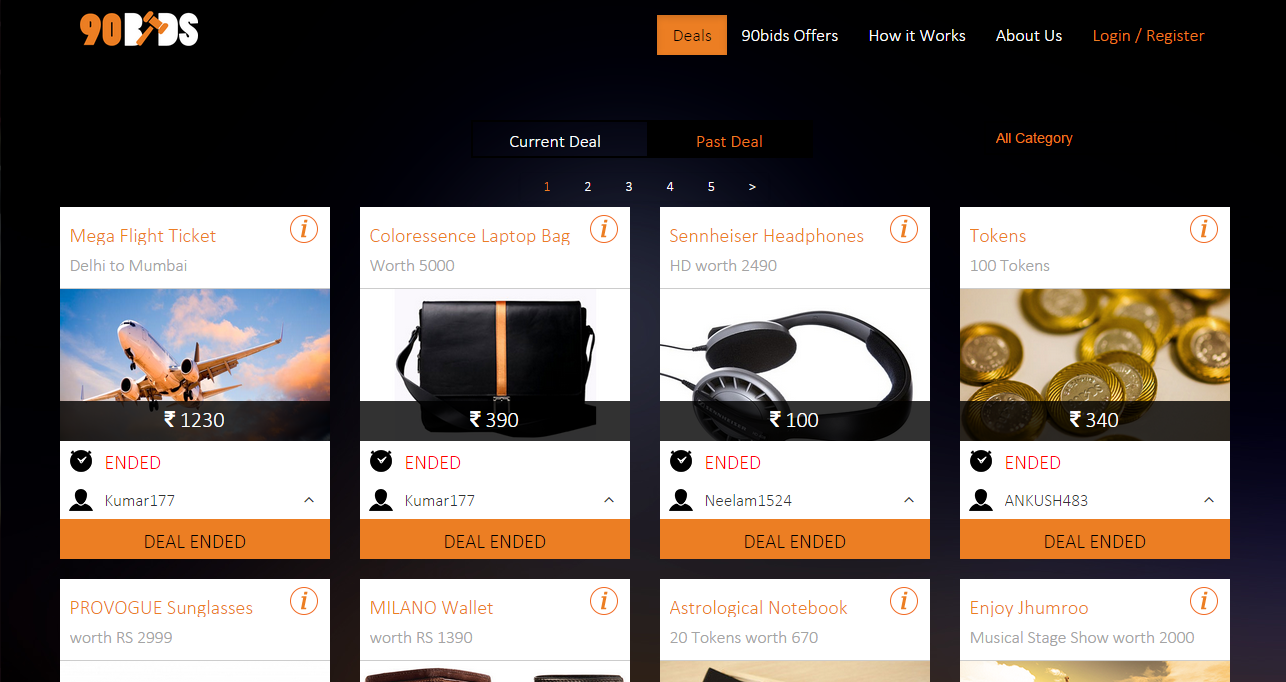 90BIDS
Deals
90bids Offers
How it Works
About Us
Login / Register
Current Deal
Past Deal
All Category
1 2 3 4 5 >
Mega Flight Ticket
Delhi to Mumbai
₹ 1230
ENDED
Kumar177
DEAL ENDED
Coloressence Laptop Bag
Worth 5000
₹ 390
ENDED
Kumar177
DEAL ENDED
Sennheiser Headphones
HD worth 2490
₹ 100
ENDED
Neelam1524
DEAL ENDED
Tokens
100 Tokens
₹ 340
ENDED
ANKUSH483
DEAL ENDED
PROVOGUE Sunglasses
worth RS 2999
MILANO Wallet
worth RS 1390
Astrological Notebook
20 Tokens worth 670
Enjoy Jhumroo
Musical Stage Show worth 2000